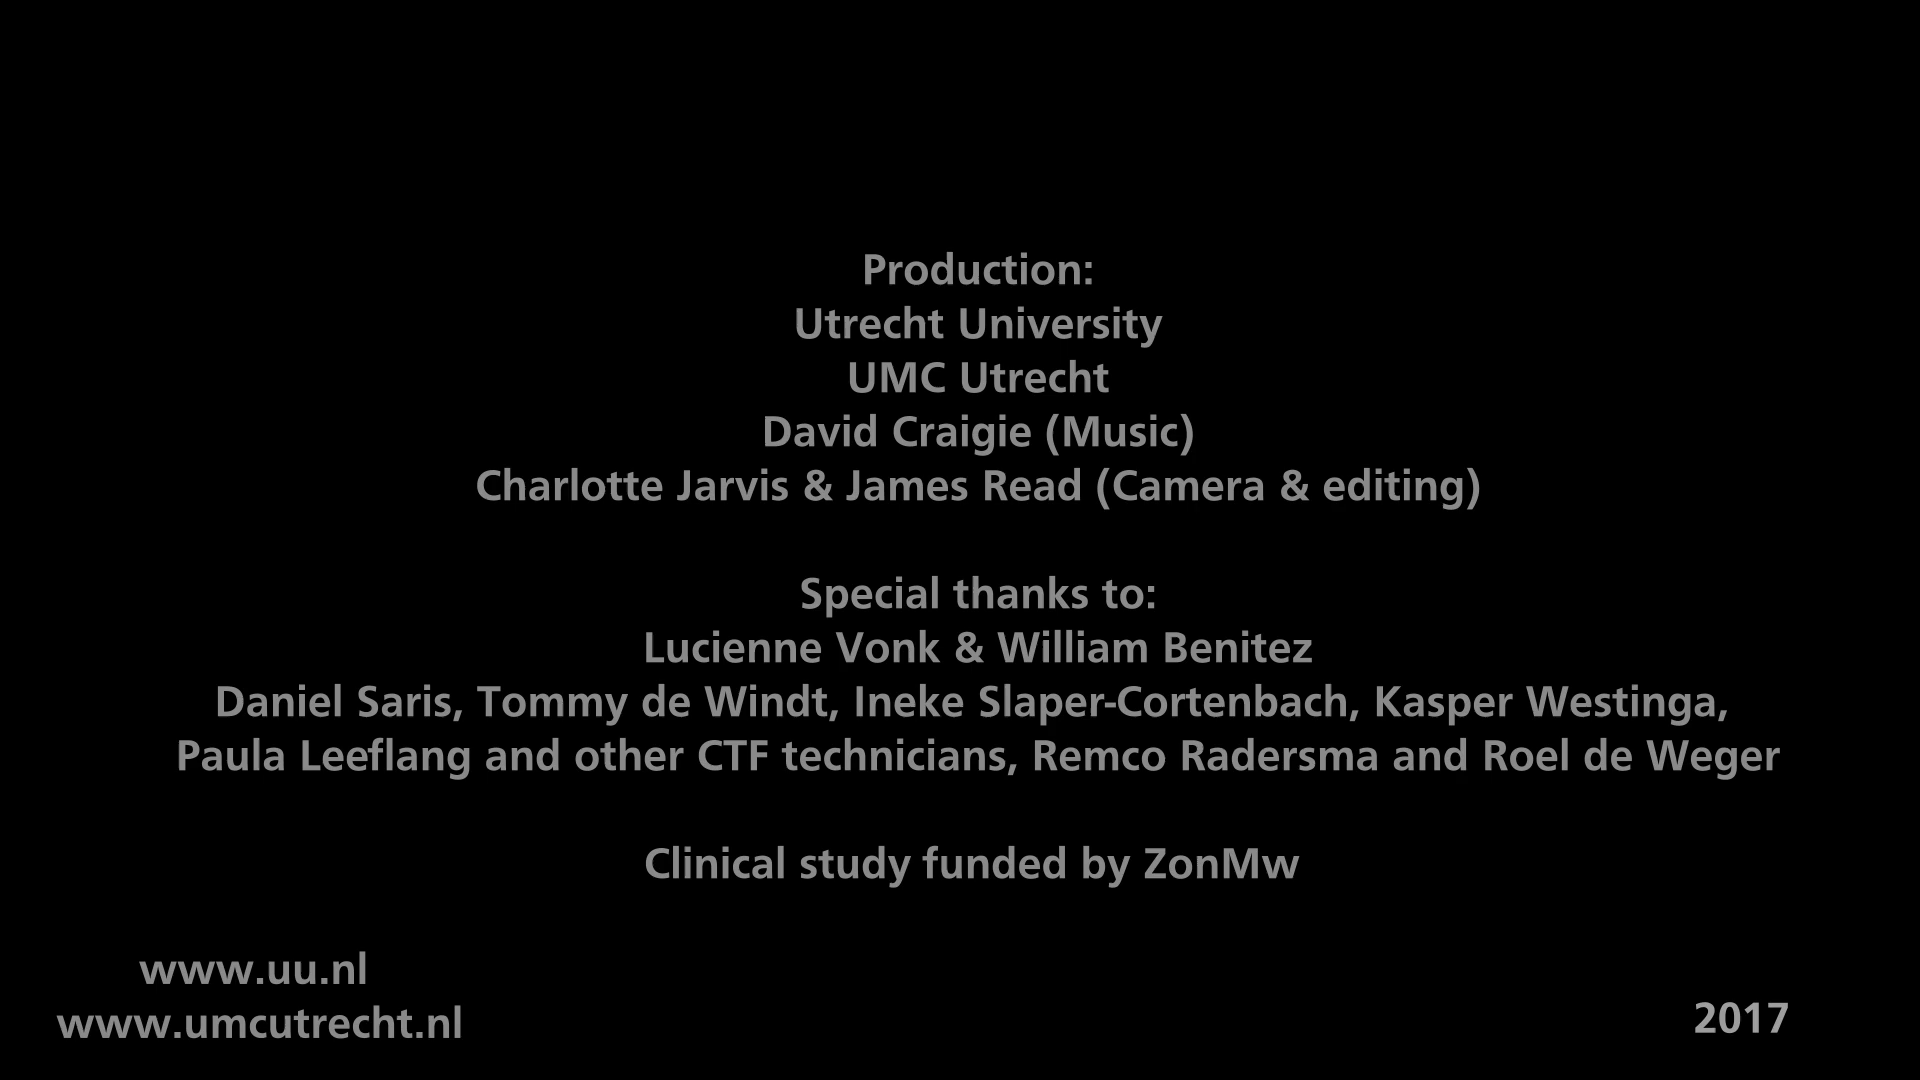 Production:
Utrecht University
UMC Utrecht
David Craigie (Music)
Charlotte Jarvis & James Read (Camera & editing)
Special thanks to:
Lucienne Vonk & William Benitez
Daniel Saris, Tommy de Windt, Ineke Slaper-Cortenbach, Kasper Westinga,
Paula Leeflang and other CTF technicians, Remco Radersma and Roel de Weger
Clinical study funded by ZonMw
www.uu.nl
www.umcutrecht.nl
2017